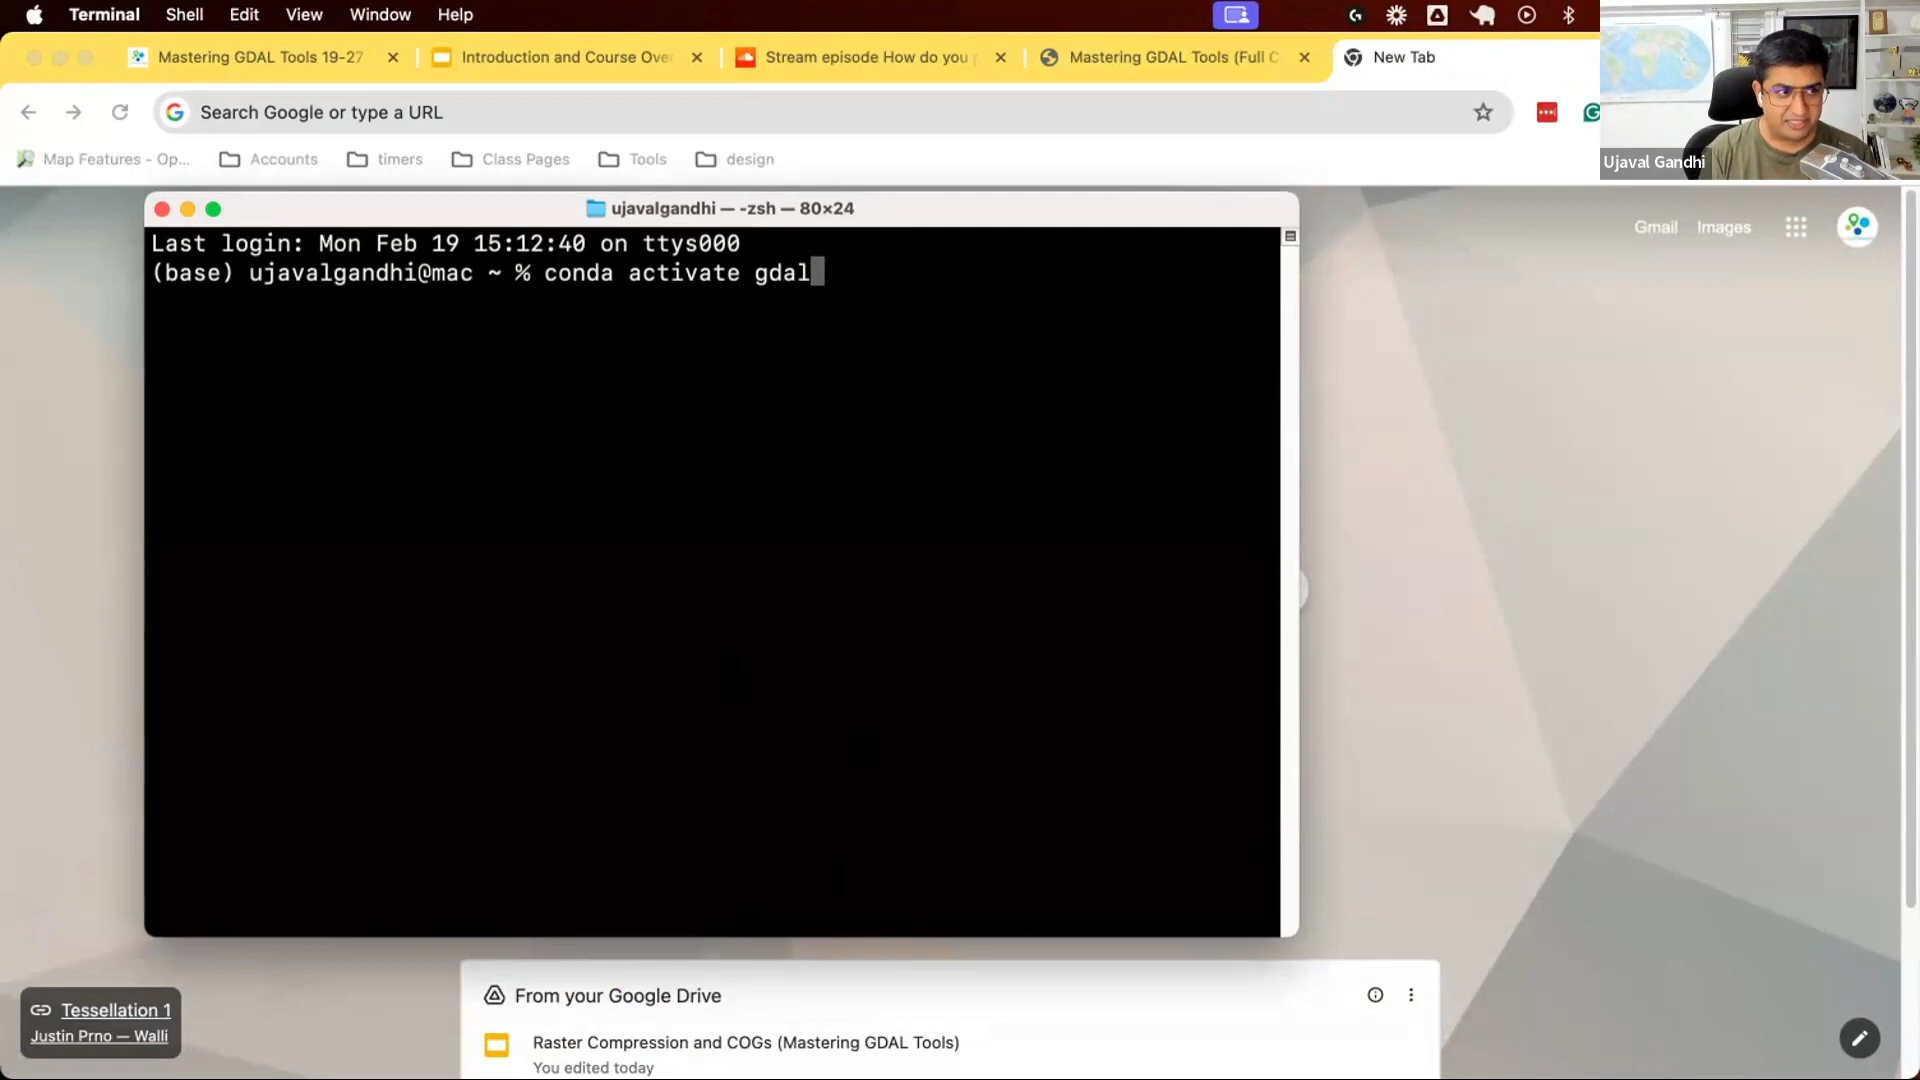 Terminal Shell Edit View Window Help
Mastering GDAL Tools 19-27
Introduction and Course Ove
Stream episode How do you
Mastering GDAL Tools (Full C
New Tab
Search Google or type a URL
Map Features - Op...
Accounts
timers
Class Pages
Tools
design
Ujaval Gandhi
Gmail
Images
ujavalgandhi — -zsh — 80×24
Last login: Mon Feb 19 15:12:40 on ttys000
(base) ujavalgandhi@mac ~ % conda activate gdal
From your Google Drive
Raster Compression and COGs (Mastering GDAL Tools)
You edited today
Tessellation 1
Justin Prno — Walli